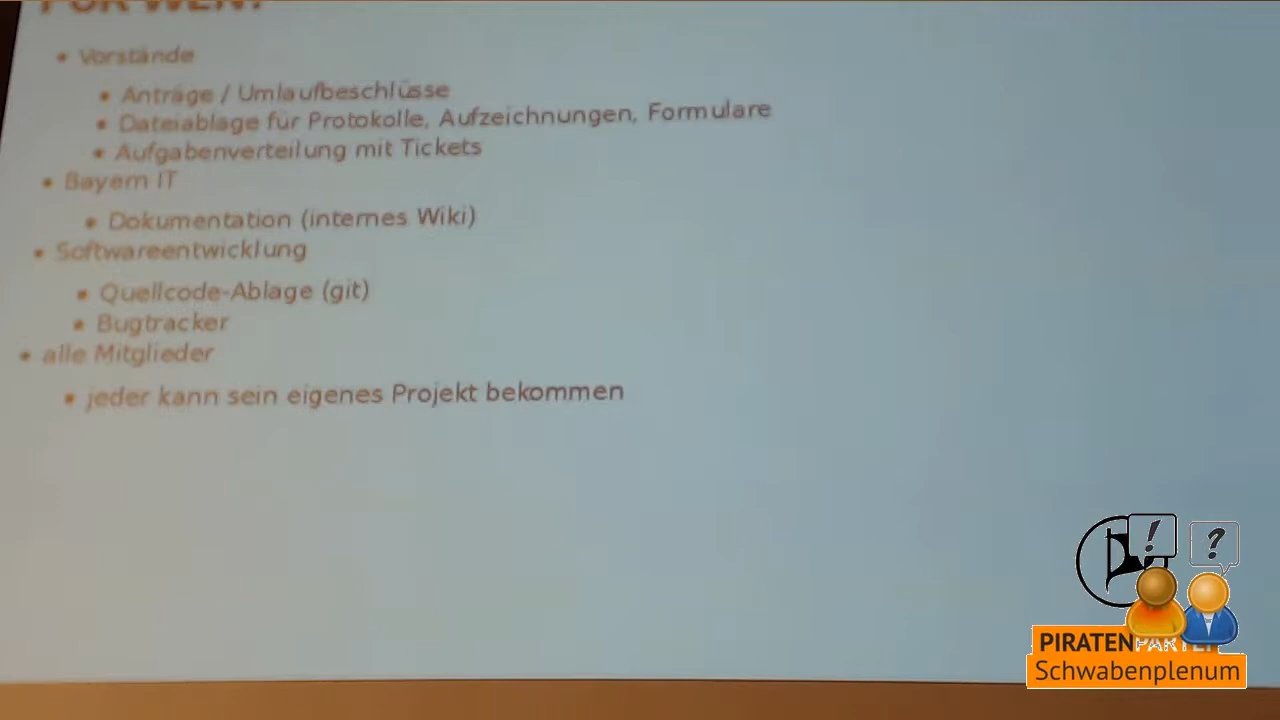 FÜR WEN?
• Vorstände
• Anträge / Umlaufbeschlüsse
• Dateiablage für Protokolle, Aufzeichnungen, Formulare
• Aufgabenverteilung mit Tickets
• Bayern IT
• Dokumentation (internes Wiki)
• Softwareentwicklung
• Quellcode-Ablage (git)
• Bugtracker
• alle Mitglieder
• jeder kann sein eigenes Projekt bekommen
! ?
PIRATENPARTEI
Schwabenplenum